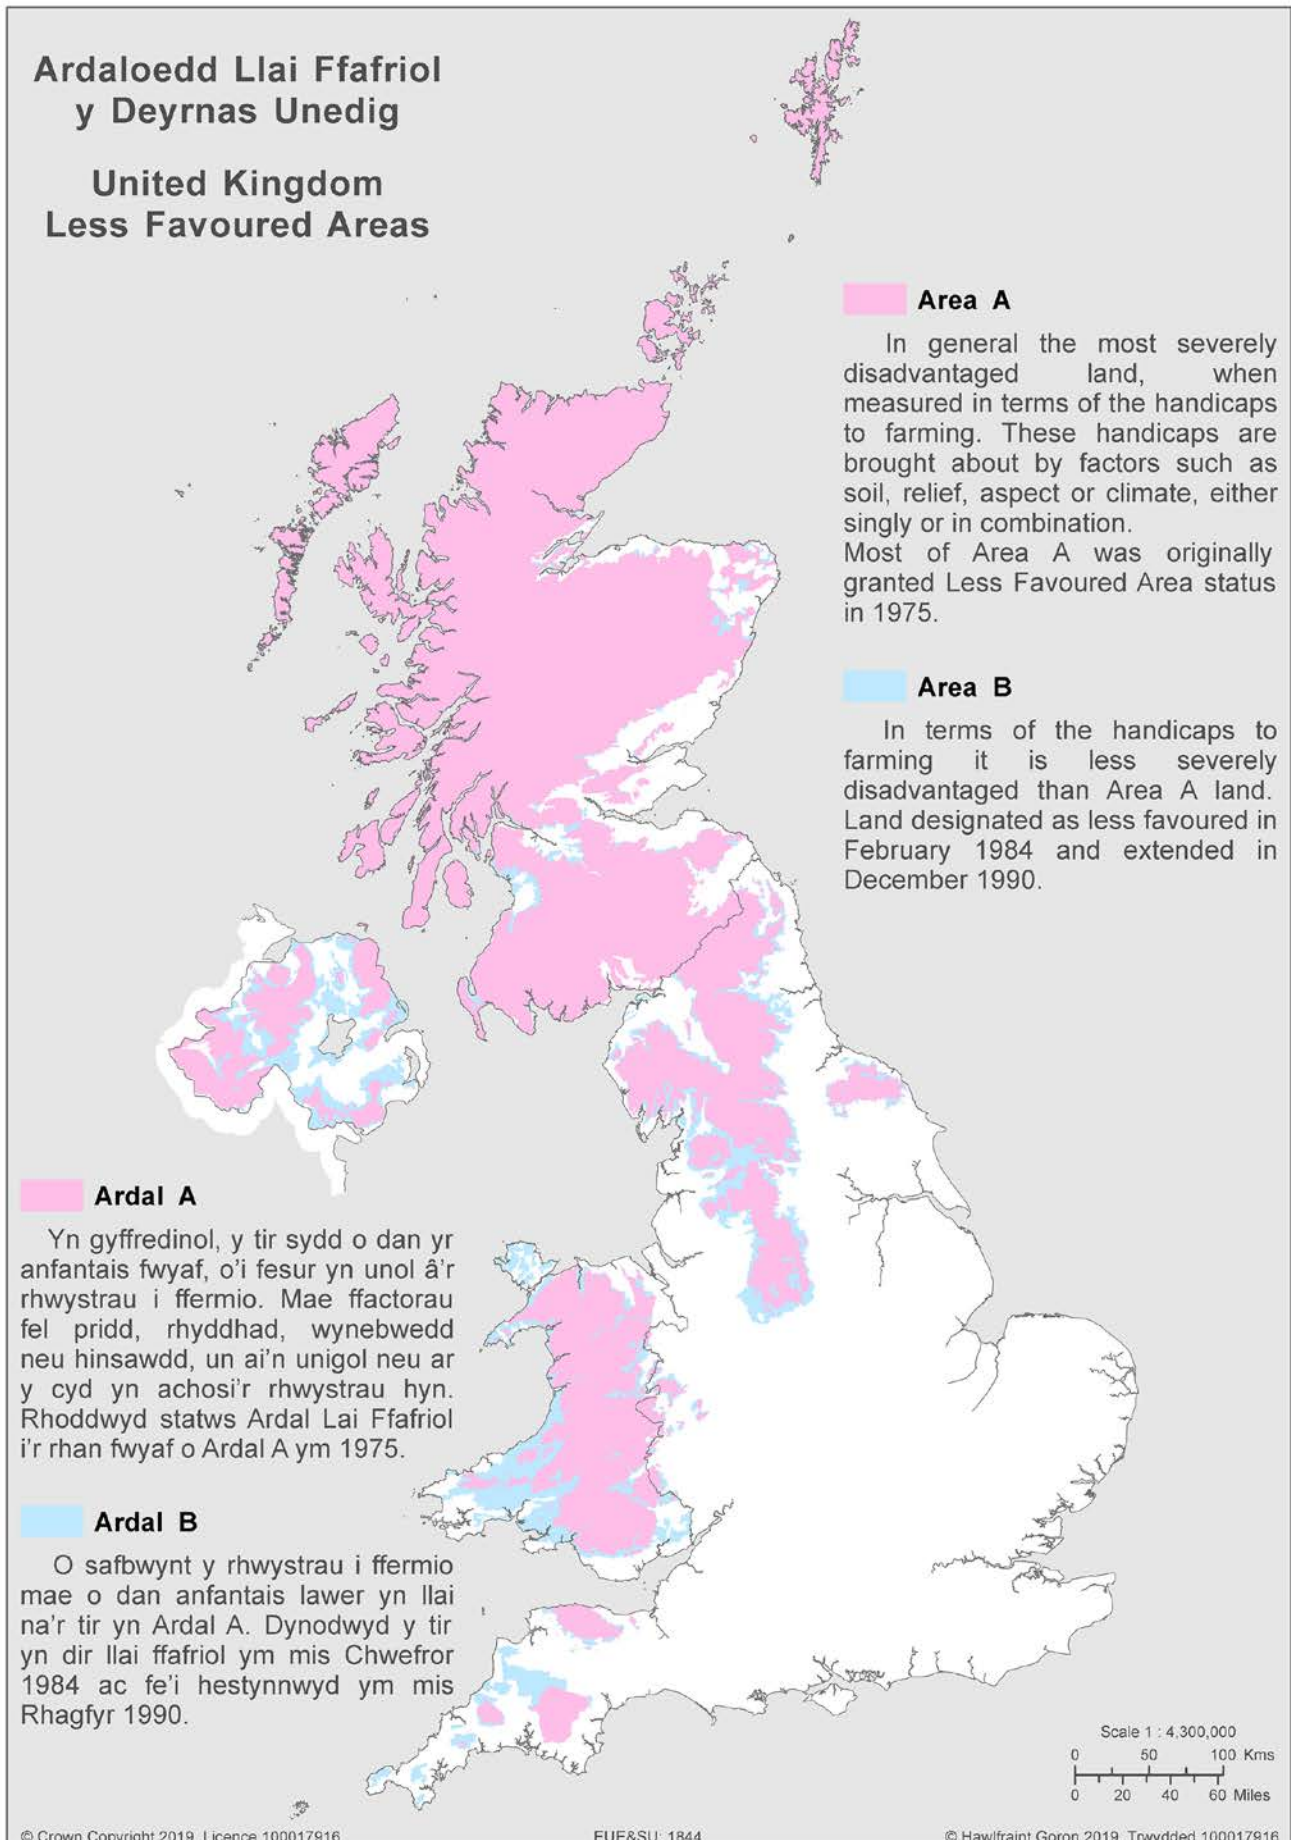 Ardaloedd Llai Ffafriol
y Deyrnas Unedig
United Kingdom
Less Favoured Areas
Area A
In general the most severely
disadvantaged land, when
measured in terms of the handicaps
to farming. These handicaps are
brought about by factors such as
soil, relief, aspect or climate, either
singly or in combination.
Most of Area A was originally
granted Less Favoured Area status
in 1975.
Area B
In terms of the handicaps to
farming it is less severely
disadvantaged than Area A land.
Land designated as less favoured in
February 1984 and extended in
December 1990.
Ardal A
Yn gyffredinol, y tir sydd o dan yr
anfantais fwyaf, o'i fesur yn unol â'r
rhwystrau i ffermio. Mae ffactorau
fel pridd, rhyddhad, wynebwedd
neu hinsawdd, un ai'n unigol neu ar
y cyd yn achosi'r rhwystrau hyn.
Rhoddwyd statws Ardal Lai Ffafriol
i'r rhan fwyaf o Ardal A ym 1975.
Ardal B
O safbwynt y rhwystrau i ffermio
mae o dan anfantais lawer yn llai
na'r tir yn Ardal A. Dynodwyd y tir
yn dir llai ffafriol ym mis Chwefror
1984 ac fe'i hestynnwyd ym mis
Rhagfyr 1990.
Scale 1 : 4,300,000
0 50 100 Kms
0 20 40 60 Miles
© Crown Copyright 2019. Licence 100017916 FUE&SU: 1844 © Hawlfraint Goron 2019. Trwydded 100017916